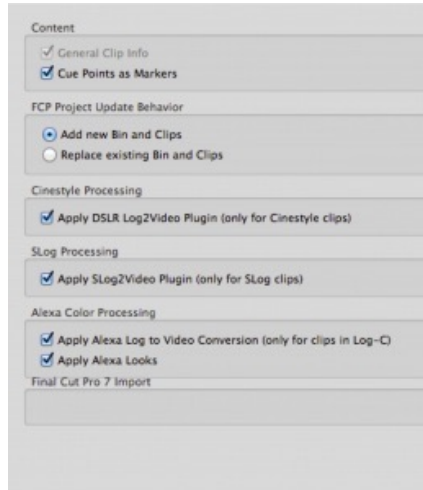 Content
General Clip Info
Cue Points as Markers
FCP Project Update Behavior
Add new Bin and Clips
Replace existing Bin and Clips
Cinestyle Processing
Apply DSLR Log2Video Plugin (only for Cinestyle clips)
SLog Processing
Apply SLog2Video Plugin (only for SLog clips)
Alexa Color Processing
Apply Alexa Log to Video Conversion (only for clips in Log-C)
Apply Alexa Looks
Final Cut Pro 7 Import